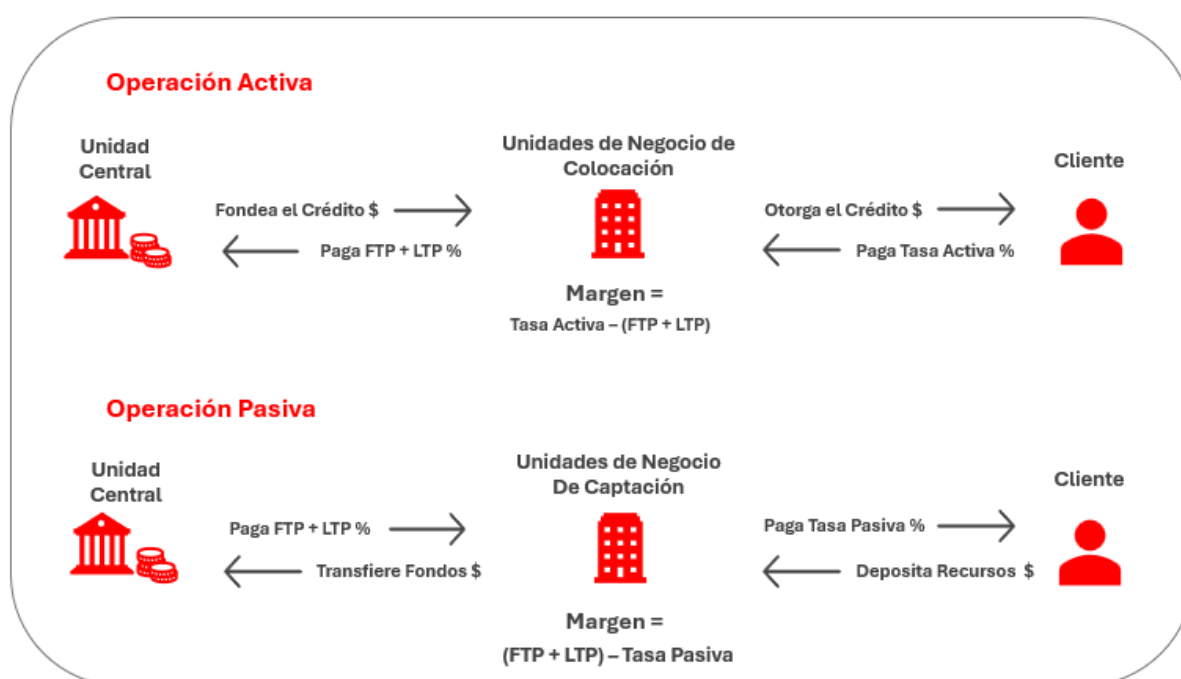 Operación Activa
Unidad
Central
Unidades de Negocio de
Colocación
Cliente
Fondea el Crédito $
Otorga el Crédito $
Paga FTP + LTP %
Paga Tasa Activa %
Margen =
Tasa Activa – (FTP + LTP)
Operación Pasiva
Unidad
Central
Unidades de Negocio
De Captación
Cliente
Paga FTP + LTP %
Paga Tasa Pasiva %
Transfiere Fondos $
Deposita Recursos $
Margen =
(FTP + LTP) – Tasa Pasiva